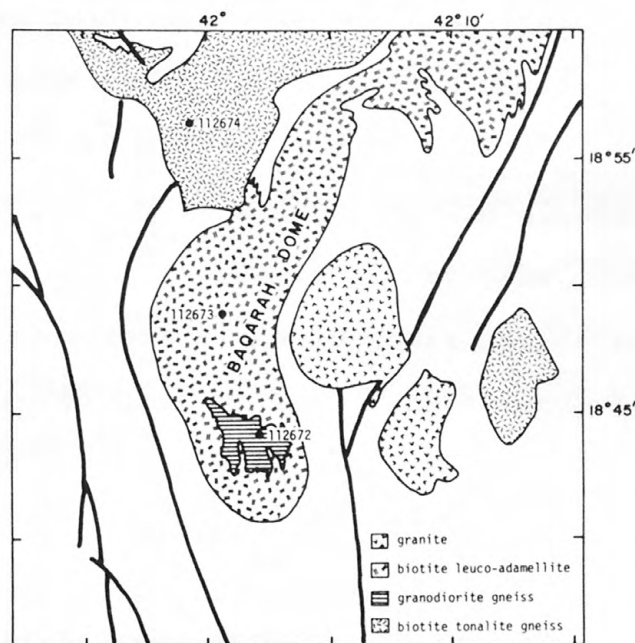 42°
42°10'
112674
18°55'
BAQARAH DOME
112673
18°45'
112672
granite
biotite leuco-adamellite
granodiorite gneiss
biotite tonalite gneiss